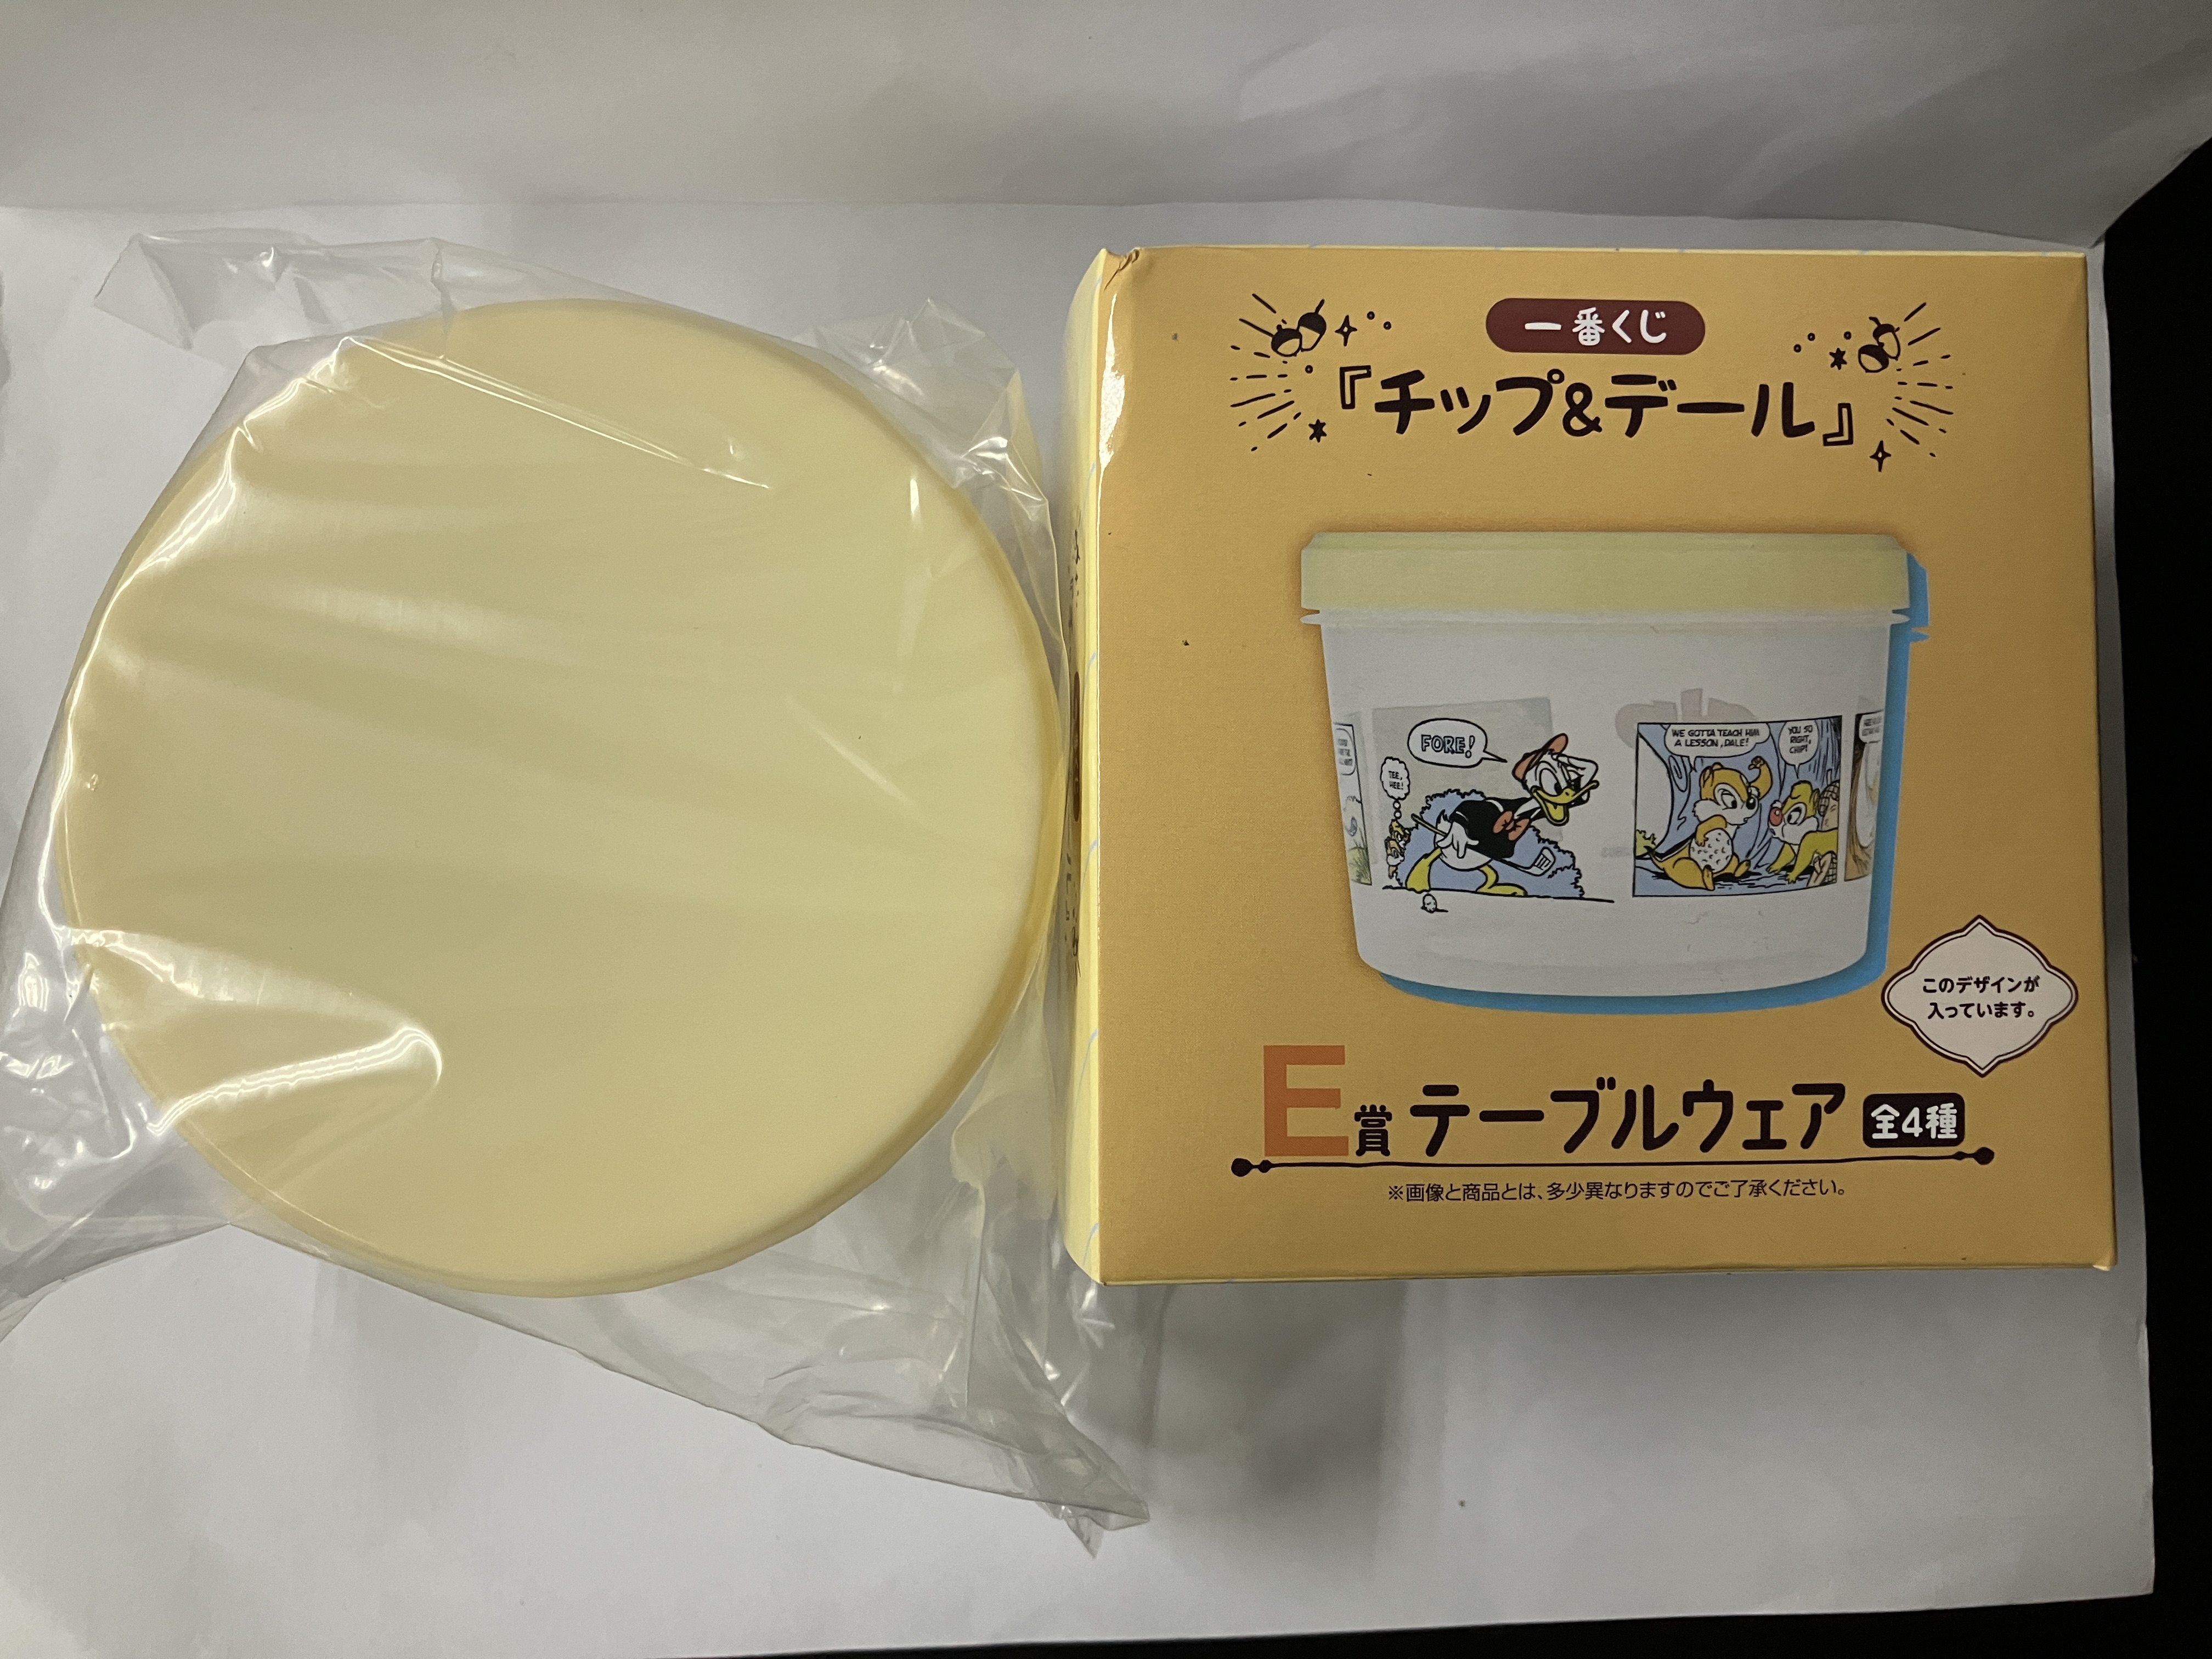 一番くじ
『チップ&デール』
FORE!
TEE,
HEE!
WE GOTTA TEACH HIM
A LESSON, DALE!
YOU SO
RIGHT,
CHIP!
このデザインが
入っています。
E賞 テーブルウェア 全4種
※画像と商品とは、多少異なりますのでご了承ください。